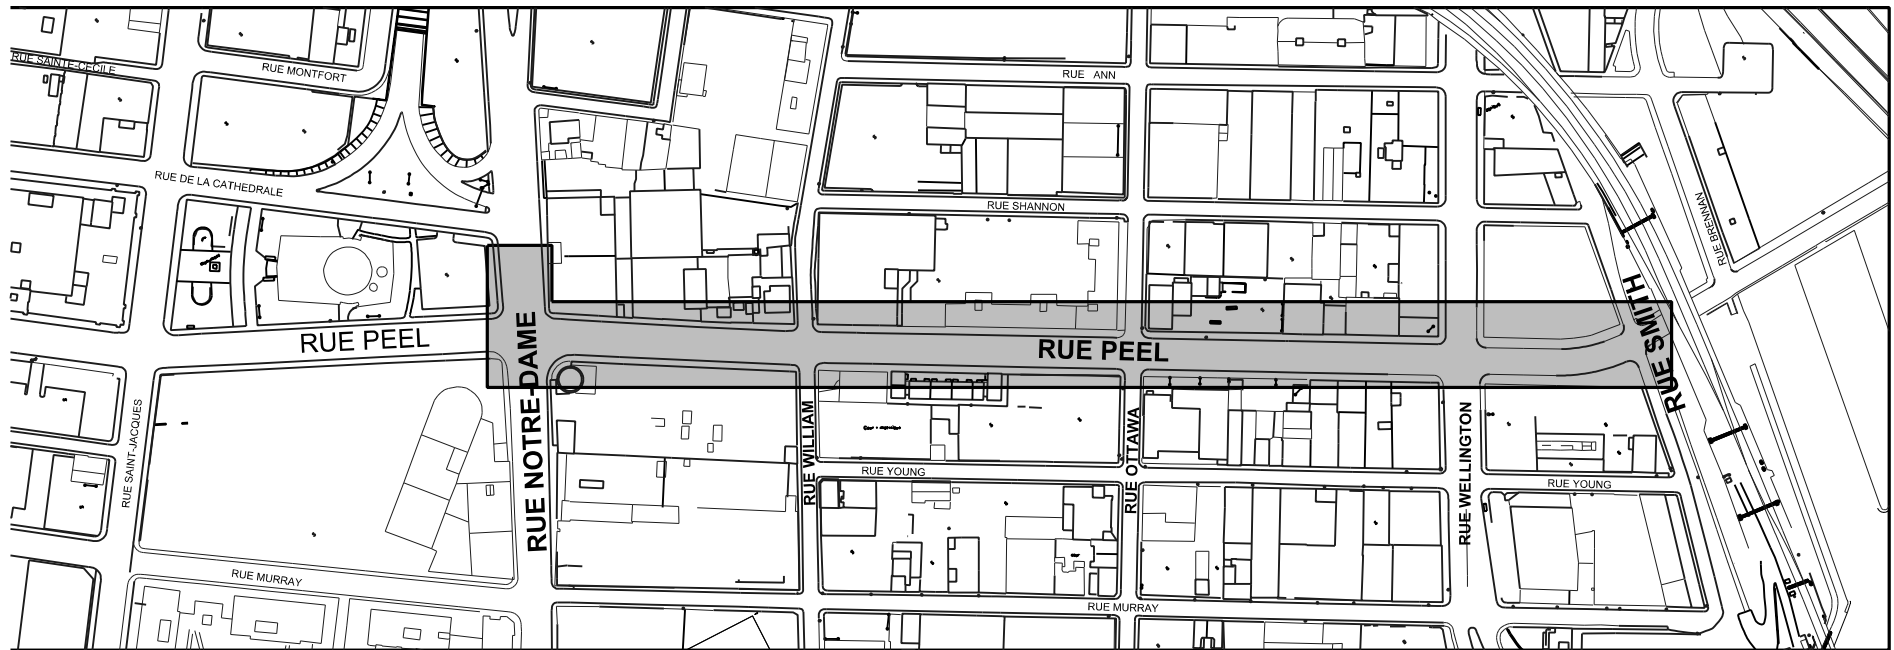 RUE SAINTE-CECILE
RUE MONTFORT
RUE ANN
RUE DE LA CATHEDRALE
RUE SHANNON
RUE BRENNAN
RUE PEEL
RUE NOTRE-DAME
RUE PEEL
RUE SMITH
RUE SAINT-JACQUES
RUE WILLIAM
RUE OTTAWA
RUE WELLINGTON
RUE YOUNG
RUE YOUNG
RUE MURRAY
RUE MURRAY